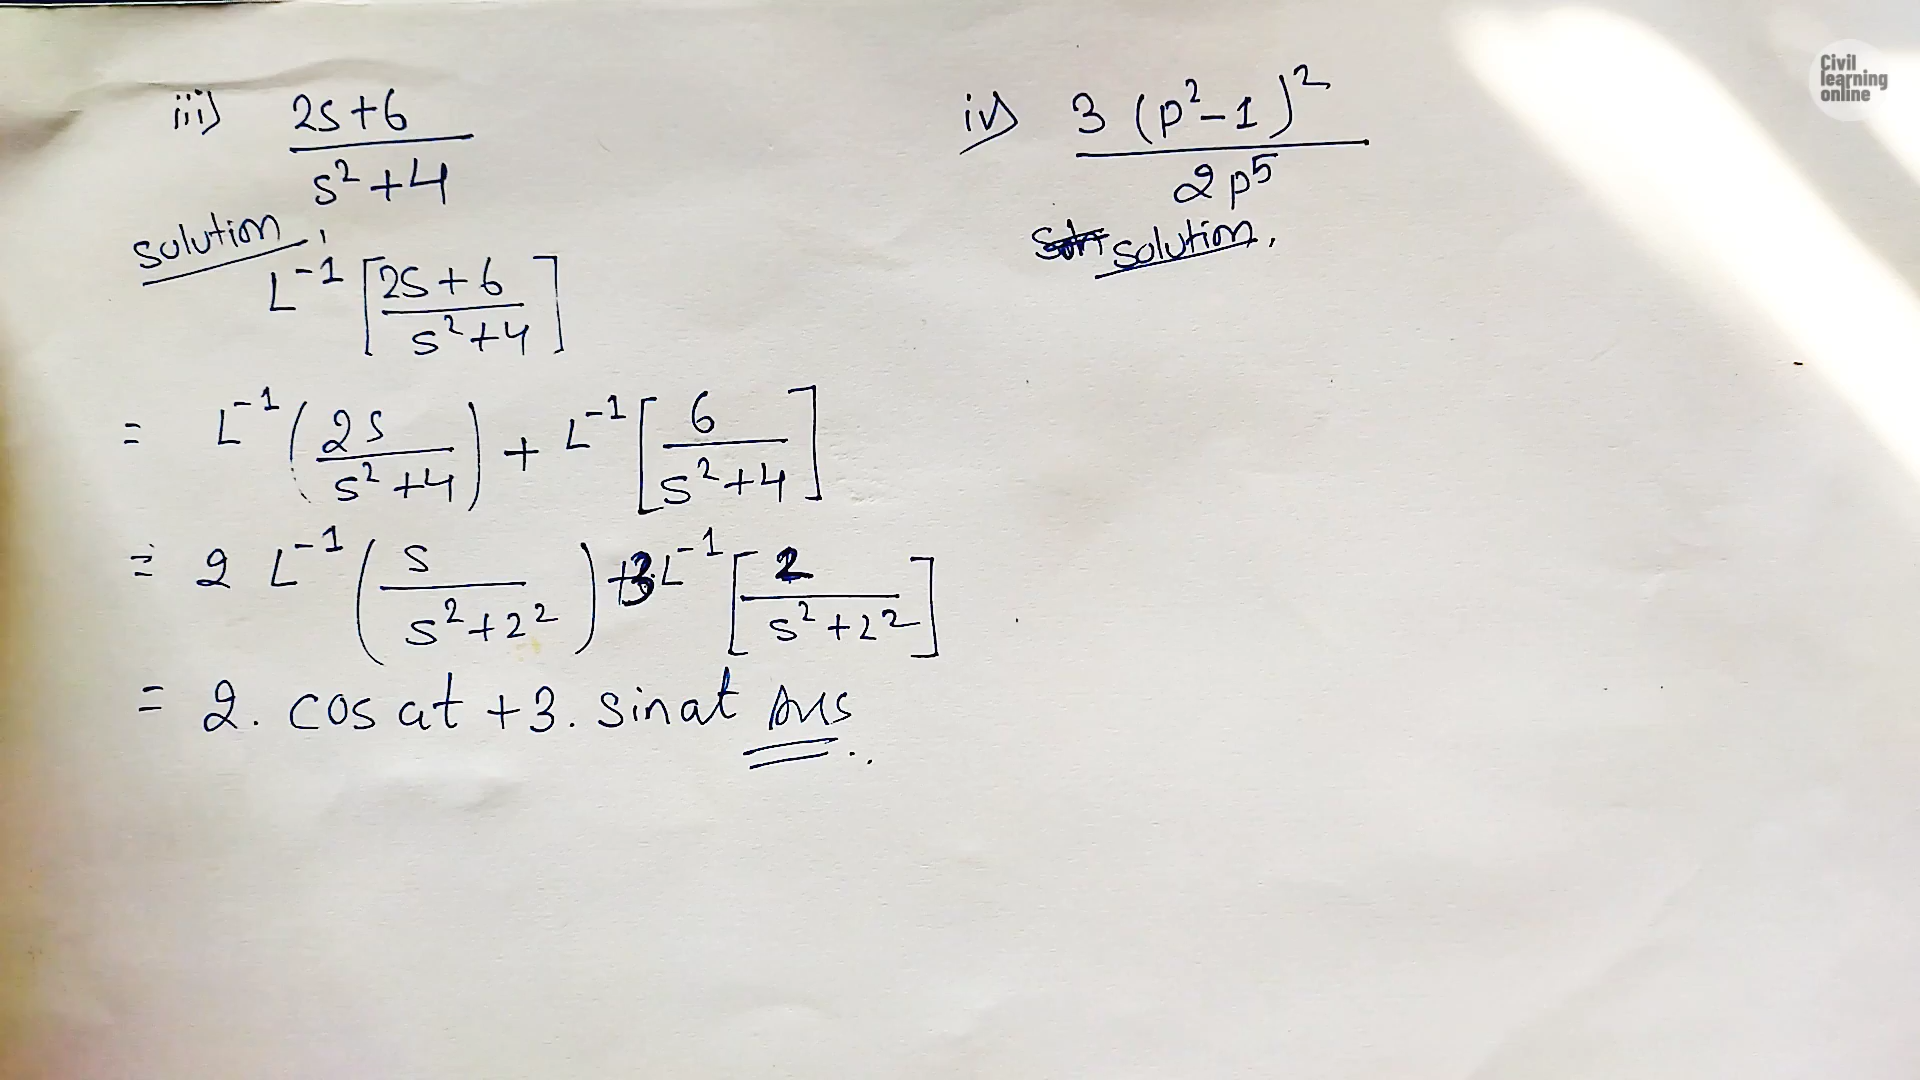 iii) 2s+6 / s²+4
solution,
L⁻¹ [2s+6 / s²+4]
= L⁻¹ (2s / s²+4) + L⁻¹ [6 / s²+4]
= 2 L⁻¹ (s / s²+2²) +3L⁻¹ [2 / s²+2²]
= 2. cos at +3. sinat Ans
iv) 3 (p²-1)² / 2p⁵
solution,
Civil
learning
online